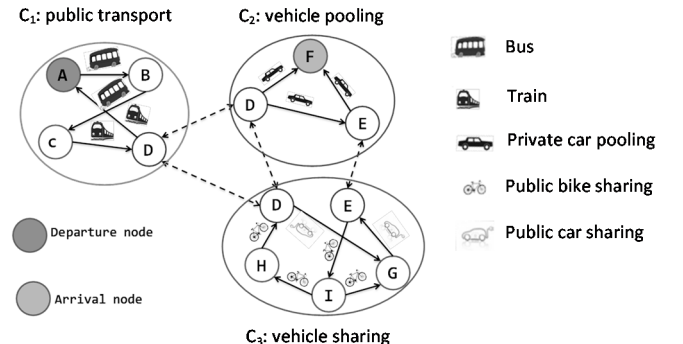 C₁: public transport
C₂: vehicle pooling
A
B
C
D
F
D
E
D
E
H
G
I
C₃: vehicle sharing
Departure node
Arrival node
Bus
Train
Private car pooling
Public bike sharing
Public car sharing